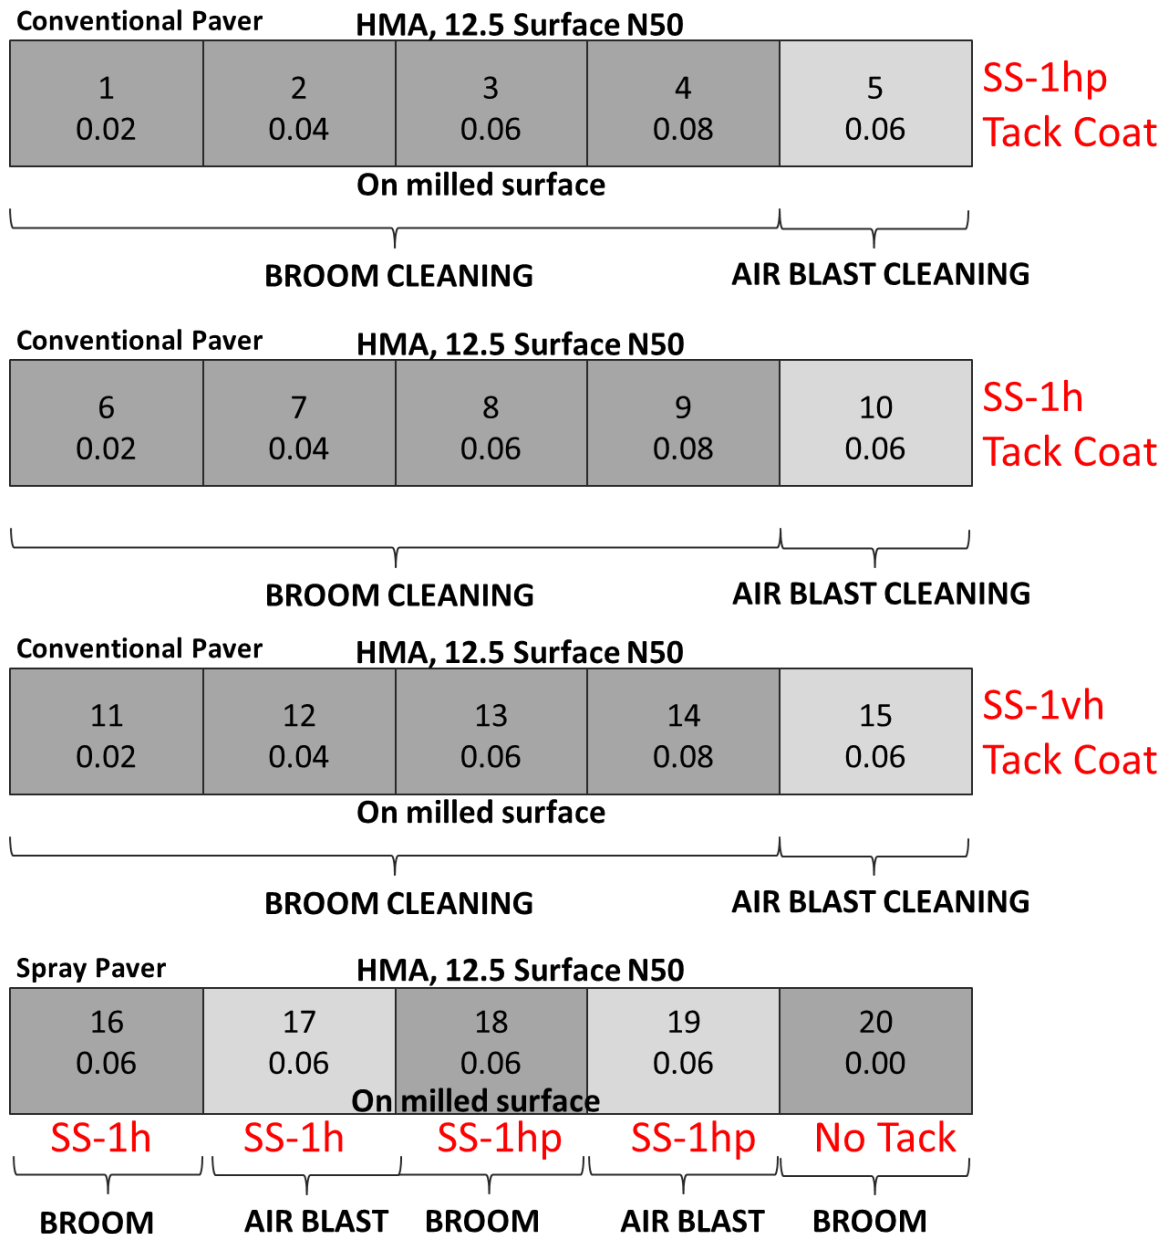 Conventional Paver HMA, 12.5 Surface N50
1 2 3 4 5 SS-1hp
0.02 0.04 0.06 0.08 0.06 Tack Coat
On milled surface
BROOM CLEANING AIR BLAST CLEANING
Conventional Paver HMA, 12.5 Surface N50
6 7 8 9 10 SS-1h
0.02 0.04 0.06 0.08 0.06 Tack Coat
BROOM CLEANING AIR BLAST CLEANING
Conventional Paver HMA, 12.5 Surface N50
11 12 13 14 15 SS-1vh
0.02 0.04 0.06 0.08 0.06 Tack Coat
On milled surface
BROOM CLEANING AIR BLAST CLEANING
Spray Paver HMA, 12.5 Surface N50
16 17 18 19 20
0.06 0.06 0.06 0.06 0.00
On milled surface
SS-1h SS-1h SS-1hp SS-1hp No Tack
BROOM AIR BLAST BROOM AIR BLAST BROOM